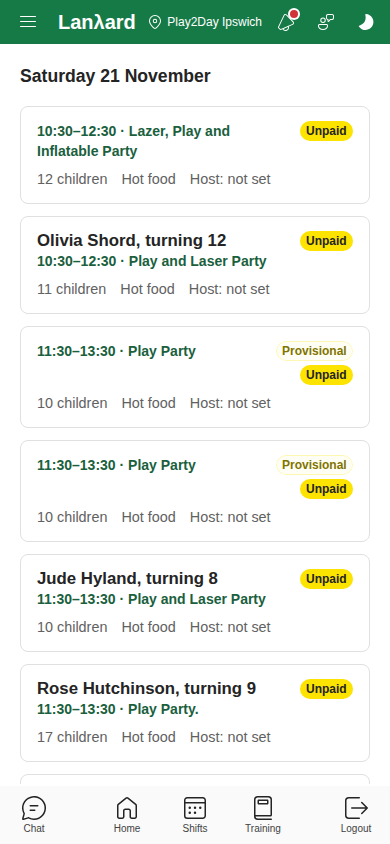 Lanλard
Play2Day Ipswich
Saturday 21 November
10:30–12:30 · Lazer, Play and
Inflatable Party
Unpaid
12 children Hot food Host: not set
Olivia Shord, turning 12
Unpaid
10:30–12:30 · Play and Laser Party
11 children Hot food Host: not set
11:30–13:30 · Play Party
Provisional
Unpaid
10 children Hot food Host: not set
11:30–13:30 · Play Party
Provisional
Unpaid
10 children Hot food Host: not set
Jude Hyland, turning 8
Unpaid
11:30–13:30 · Play and Laser Party
10 children Hot food Host: not set
Rose Hutchinson, turning 9
Unpaid
11:30–13:30 · Play Party.
17 children Hot food Host: not set
Chat Home Shifts Training Logout